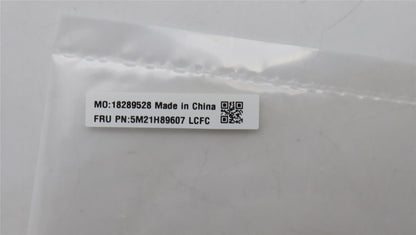 MO:18289528 Made in China
FRU PN:5M21H89607 LCFC